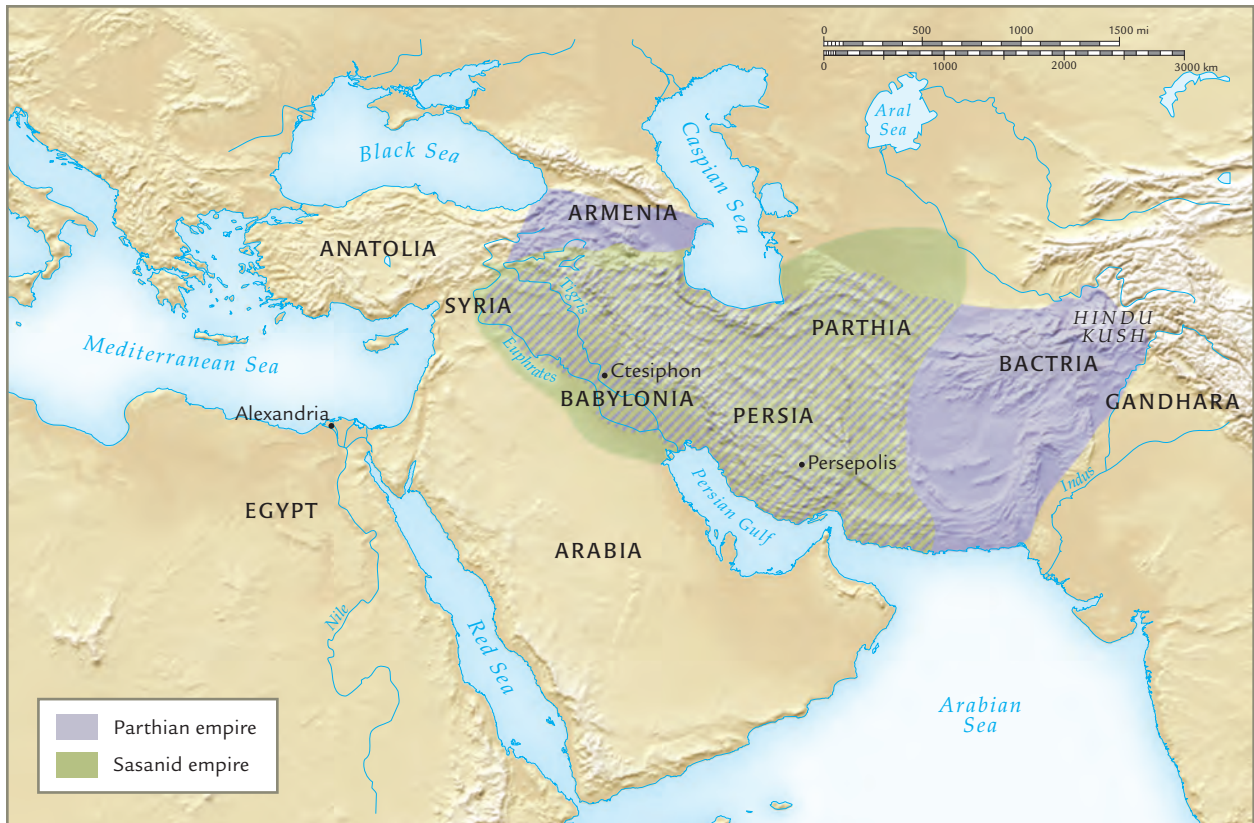 0 500 1000 1500 mi
0 1000 2000 3000 km
Aral
Sea
Black Sea
Caspian Sea
ARMENIA
ANATOLIA
SYRIA
Tigris
PARTHIA
HINDU
KUSH
BACTRIA
Mediterranean Sea
Euphrates
Ctesiphon
BABYLONIA
GANDHARA
Alexandria
PERSIA
Persepolis
Indus
Persian Gulf
EGYPT
ARABIA
Nile
Red Sea
Arabian
Sea
Parthian empire
Sasanid empire